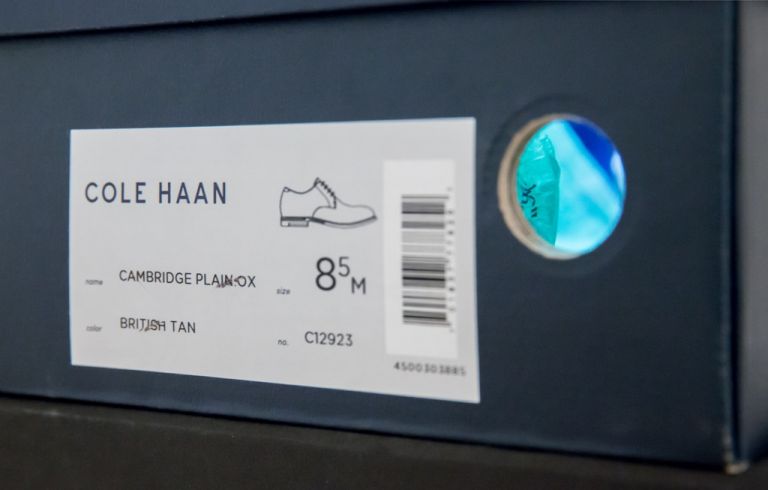 COLE HAAN
name CAMBRIDGE PLAIN.OX
size 8⁵M
color BRITISH TAN
no. C12923
4500303885